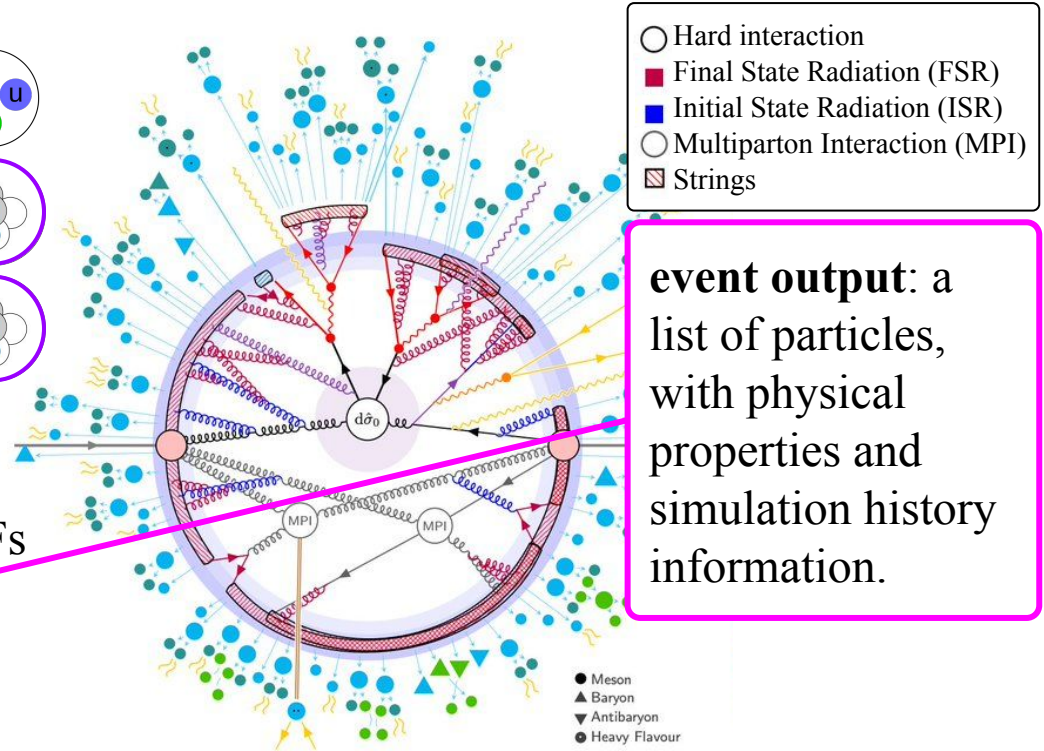 Hard interaction
Final State Radiation (FSR)
Initial State Radiation (ISR)
Multiparton Interaction (MPI)
Strings
u
event output: a
list of particles,
with physical
properties and
simulation history
information.
dσ̂₀
MPI
MPI
Fs
Meson
Baryon
Antibaryon
Heavy Flavour